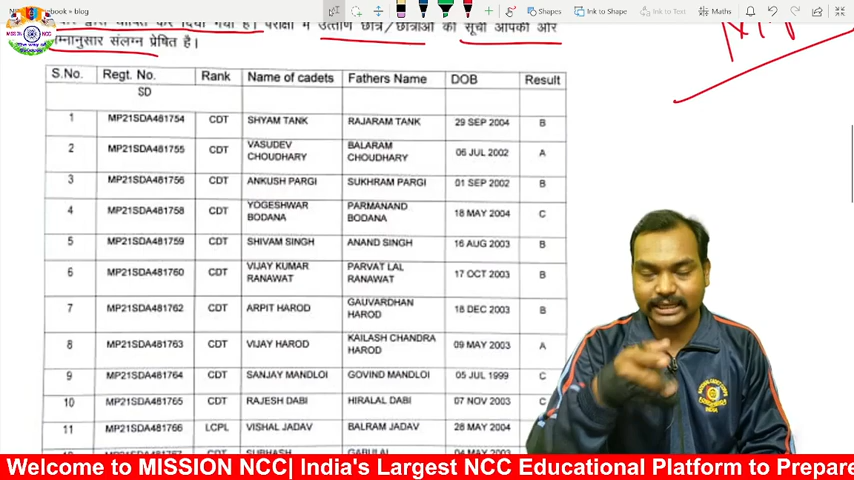 Shapes
Ink to Shape
Ink to Math
Maths
द्वारा घोषित कर दिया गया है। परीक्षा में उत्तीर्ण छात्र/छात्राओं की सूची आपकी ओर
संलग्न प्रेषित है।
S.No. Regt. No. Rank Name of cadets Fathers Name DOB Result
SD
1 MP21SDA481754 CDT SHYAM TANK RAJARAM TANK 29 SEP 2004 B
2 MP21SDA481755 CDT VASUDEV CHOUDHARY BALARAM CHOUDHARY 06 JUL 2002 A
3 MP21SDA481756 CDT ANKUSH PARGI SUKHRAM PARGI 01 SEP 2002 B
4 MP21SDA481758 CDT YOGESHWAR BODANA PARMANAND BODANA 18 MAY 2004 C
5 MP21SDA481759 CDT SHIVAM SINGH ANAND SINGH 16 AUG 2003 B
6 MP21SDA481760 CDT VIJAY KUMAR RANAWAT PARVAT LAL RANAWAT 17 OCT 2003 B
7 MP21SDA481762 CDT ARPIT HAROD GAUVARDHAN HAROD 18 DEC 2003 B
8 MP21SDA481763 CDT VIJAY HAROD KAILASH CHANDRA HAROD 09 MAY 2003 A
9 MP21SDA481764 CDT SANJAY MANDLOI GOVIND MANDLOI 05 JUL 1999 C
10 MP21SDA481765 CDT RAJESH DABI HIRALAL DABI 07 NOV 2003 C
11 MP21SDA481766 LCPL VISHAL JADAV BALRAM JADAV 28 MAY 2004
Welcome to MISSION NCC| India's Largest NCC Educational Platform to Prepare